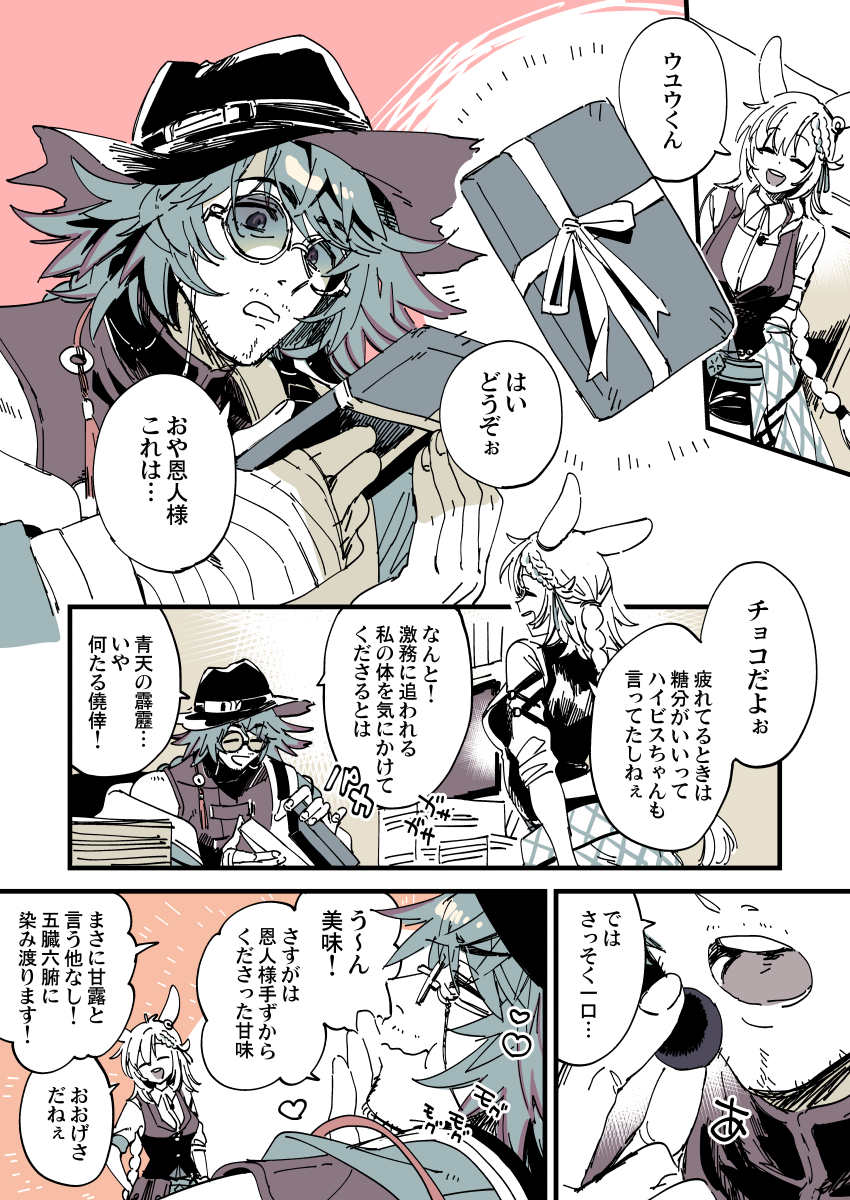 ウユウくん
はい
どうぞぉ
おや恩人様
これは…
チョコだよぉ
疲れてるときは
糖分がいいって
ハイビスちゃんも
言ってたしねぇ
なんと！
激務に追われる
私の体を気にかけて
くださるとは
ぎゅ
ぎゅ
パチ
青天の霹靂…
いや
何たる僥倖！
では
さっそく一口…
あ
う〜ん
美味！
さすがは
恩人様手ずから
くださった甘味
モグ
モグ
まさに甘露と
言う他なし！
五臓六腑に
染み渡ります！
おおげさ
だねぇ